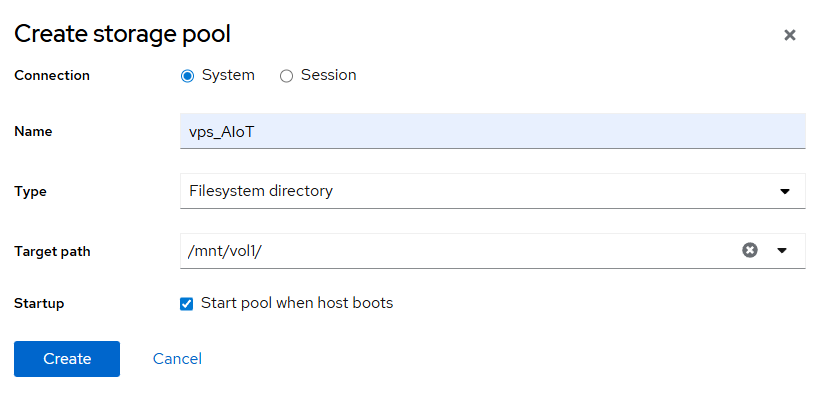 Create storage pool
Connection System Session
Name vps_AIoT
Type Filesystem directory
Target path /mnt/vol1/
Startup Start pool when host boots
Create Cancel